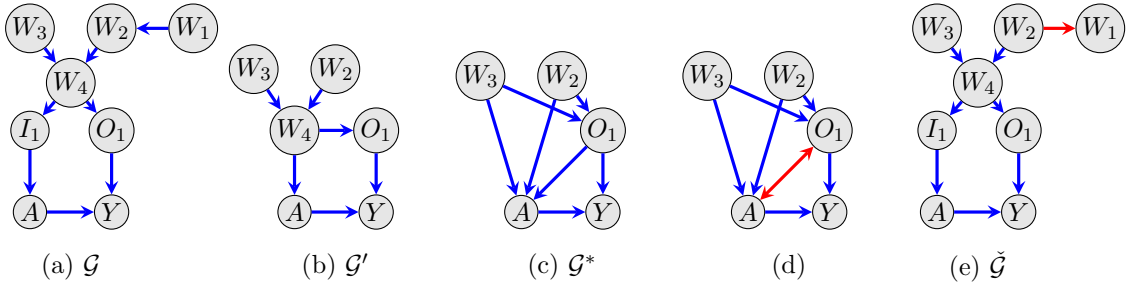 W₃ W₂ W₁
W₄
I₁ O₁
A Y
(a) 𝒢
W₃ W₂
W₄ O₁
A Y
(b) 𝒢′
W₃ W₂
O₁
A Y
(c) 𝒢*
W₃ W₂
O₁
A Y
(d)
W₃ W₂ W₁
W₄
I₁ O₁
A Y
(e) 𝒢̌